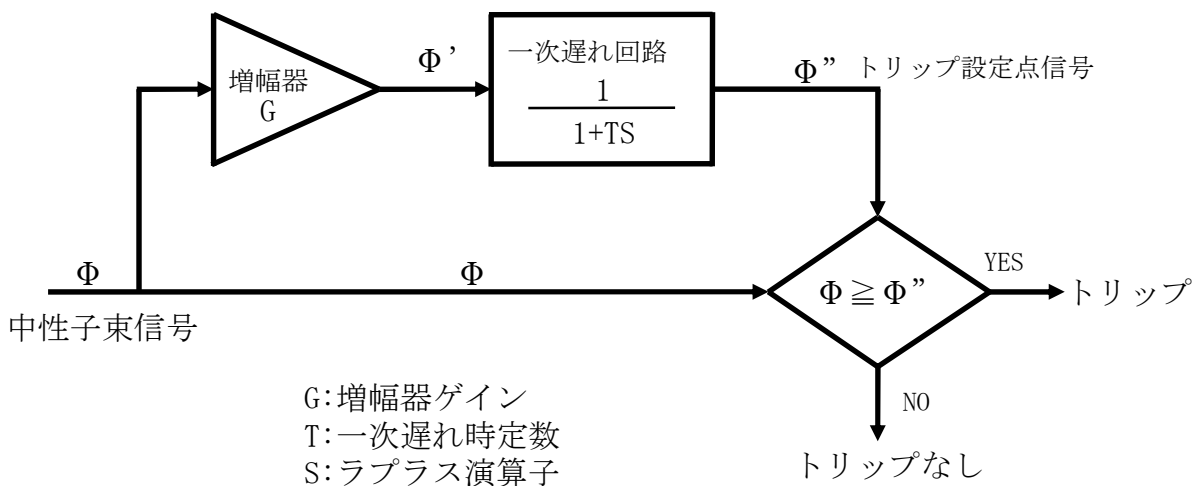 増幅器
G
Φ’
一次遅れ回路
1
1+TS
Φ” トリップ設定点信号
Φ
Φ
Φ≧Φ”
YES
トリップ
中性子束信号
NO
トリップなし
G:増幅器ゲイン
T:一次遅れ時定数
S:ラプラス演算子